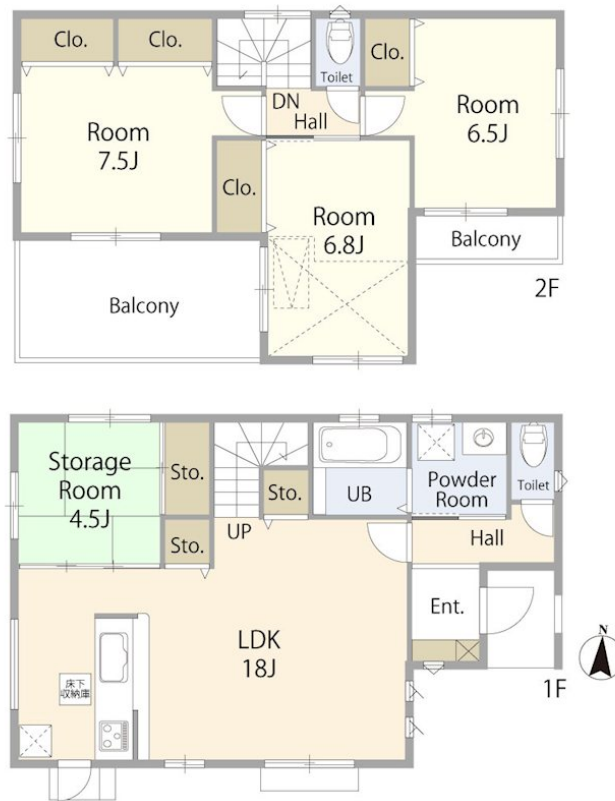 Clo.
Clo.
Toilet
Clo.
DN
Hall
Room
7.5J
Room
6.5J
Clo.
Room
6.8J
Balcony
Balcony
2F
Storage
Room
4.5J
Sto.
Sto.
Sto.
UP
UB
Powder
Room
Toilet
Hall
Ent.
LDK
18J
床下
収納庫
N
1F